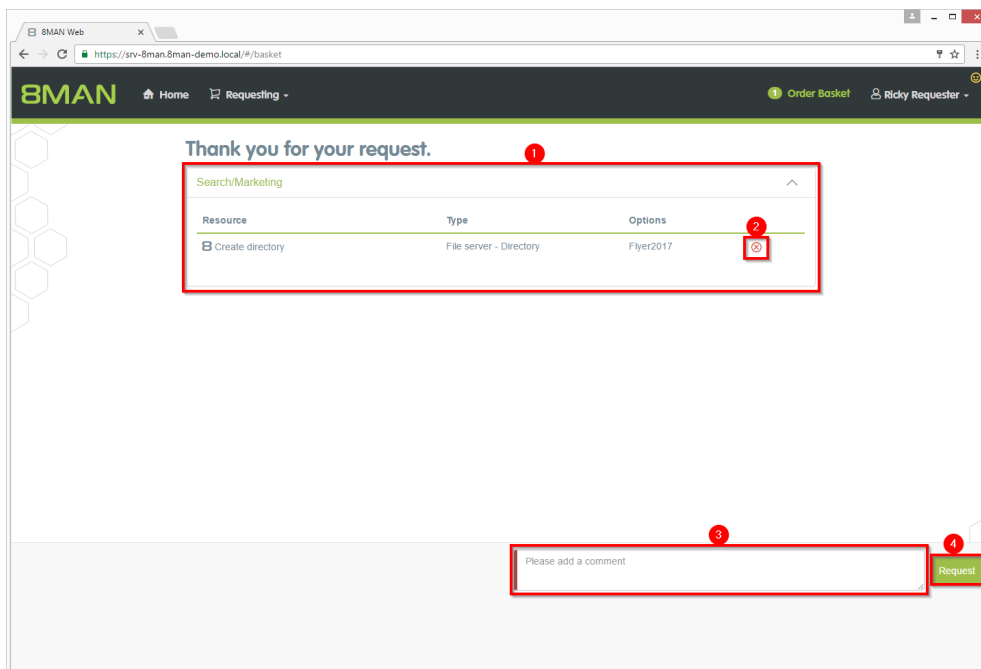 8MAN Web
https://srv-8man.8man-demo.local/#/basket
8MAN Home Requesting 1 Order Basket Ricky Requester
Thank you for your request.
1
Search/Marketing
Resource Type Options
2
Create directory File server - Directory Flyer2017
3
4
Please add a comment
Request